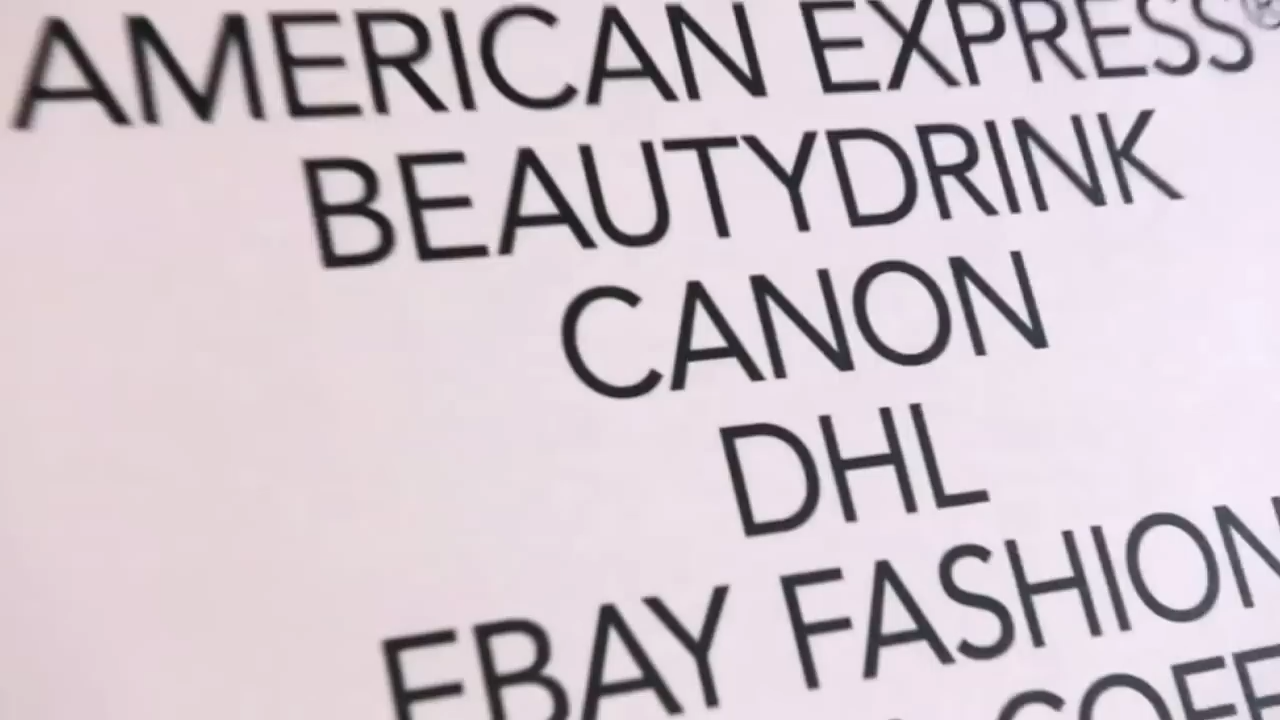 AMERICAN EXPRESS®
BEAUTYDRINK
CANON
DHL
EBAY FASHION